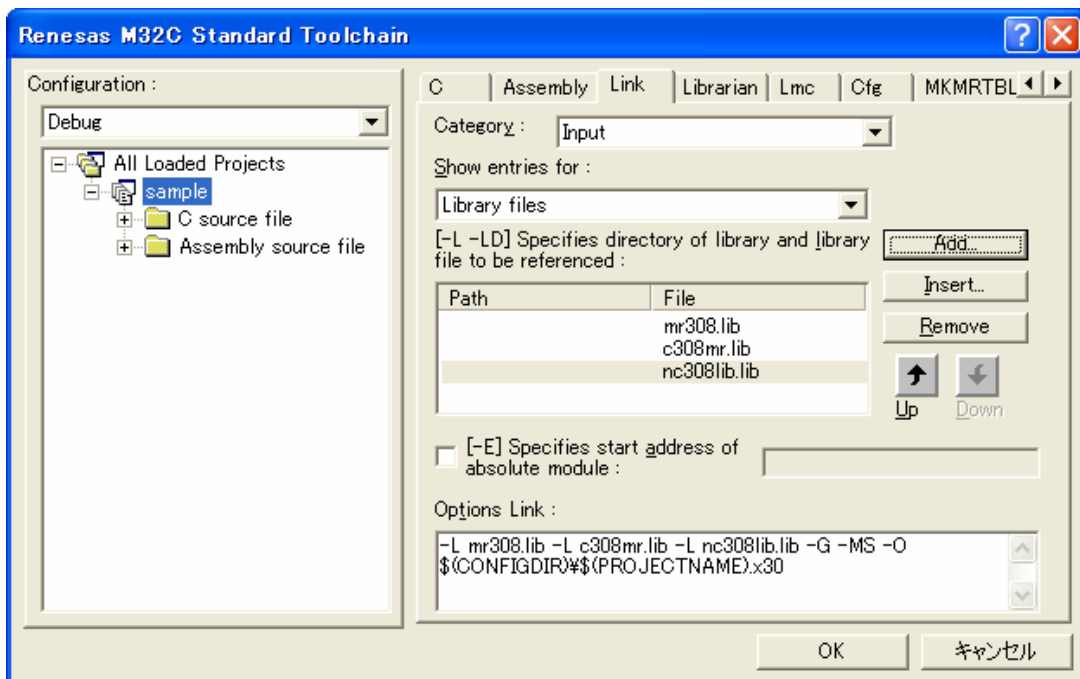 Renesas M32C Standard Toolchain
Configuration :
Debug
All Loaded Projects
sample
C source file
Assembly source file
C
Assembly
Link
Librarian
Lmc
Cfg
MKMRTBL
Category :
Input
Show entries for :
Library files
[-L -LD] Specifies directory of library and library
file to be referenced :
Path
File
mr308.lib
c308mr.lib
nc308lib.lib
Add...
Insert...
Remove
Up
Down
[-E] Specifies start address of
absolute module :
Options Link :
-L mr308.lib -L c308mr.lib -L nc308lib.lib -G -MS -O
$(CONFIGDIR)¥$(PROJECTNAME).x30
OK
キャンセル